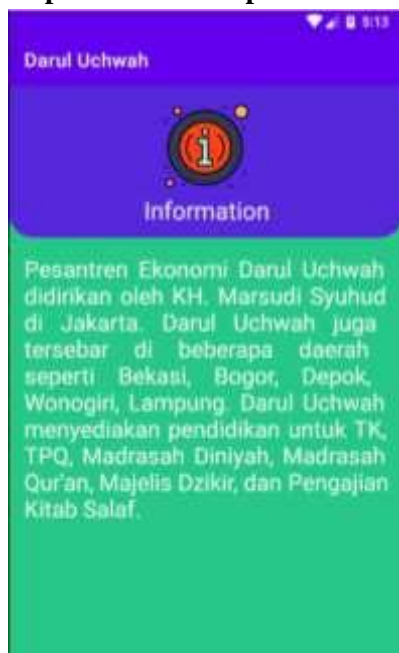 5:13
Darul Uchwah
i
Information
Pesantren Ekonomi Darul Uchwah
didirikan oleh KH. Marsudi Syuhud
di Jakarta. Darul Uchwah juga
tersebar di beberapa daerah
seperti Bekasi, Bogor, Depok,
Wonogiri, Lampung. Darul Uchwah
menyediakan pendidikan untuk TK,
TPQ, Madrasah Diniyah, Madrasah
Qur'an, Majelis Dzikir, dan Pengajian
Kitab Salaf.